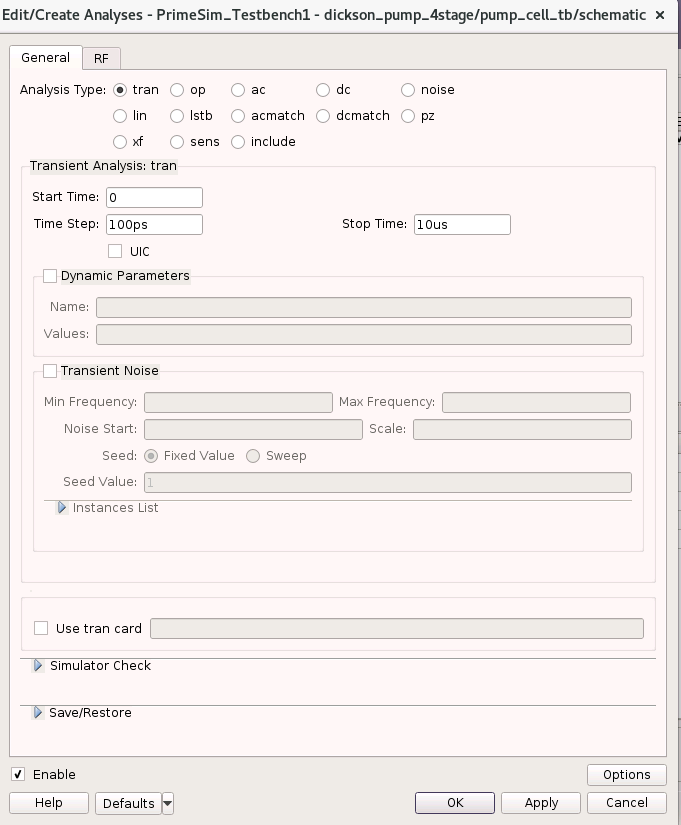 Edit/Create Analyses - PrimeSim_Testbench1 - dickson_pump_4stage/pump_cell_tb/schematic ×
General RF
Analysis Type: tran op ac dc noise
lin lstb acmatch dcmatch pz
xf sens include
Transient Analysis: tran
Start Time: 0
Time Step: 100ps Stop Time: 10us
UIC
Dynamic Parameters
Name:
Values:
Transient Noise
Min Frequency: Max Frequency:
Noise Start: Scale:
Seed: Fixed Value Sweep
Seed Value: 1
Instances List
Use tran card
Simulator Check
Save/Restore
Enable Options
Help Defaults OK Apply Cancel